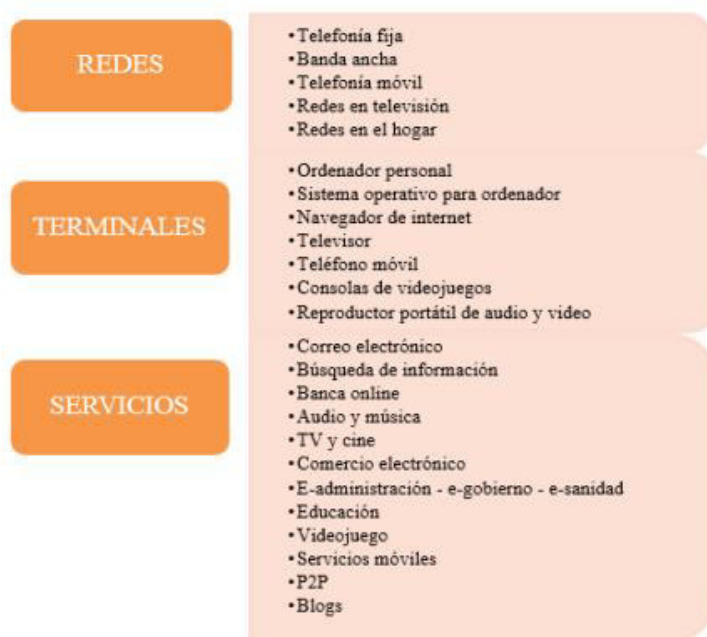 REDES
•Telefonía fija
•Banda ancha
•Telefonía móvil
•Redes en televisión
•Redes en el hogar
TERMINALES
•Ordenador personal
•Sistema operativo para ordenador
•Navegador de internet
•Televisor
•Teléfono móvil
•Consolas de videojuegos
•Reproductor portátil de audio y video
SERVICIOS
•Correo electrónico
•Búsqueda de información
•Banca online
•Audio y música
•TV y cine
•Comercio electrónico
•E-administración - e-gobierno - e-sanidad
•Educación
•Videojuego
•Servicios móviles
•P2P
•Blogs